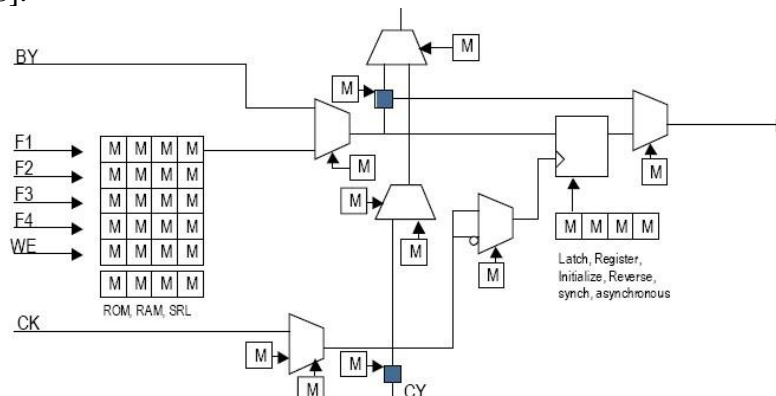 M
BY
M
M
F1
M M M M
F2
M M M M
M
F3
M M M M
M
F4
M M M M
M
M
M M M M
WE
M M M M
M
M M M M
Latch, Register,
Initialize, Reverse,
synch, asynchronous
ROM, RAM, SRL
CK
M
M
M
CY